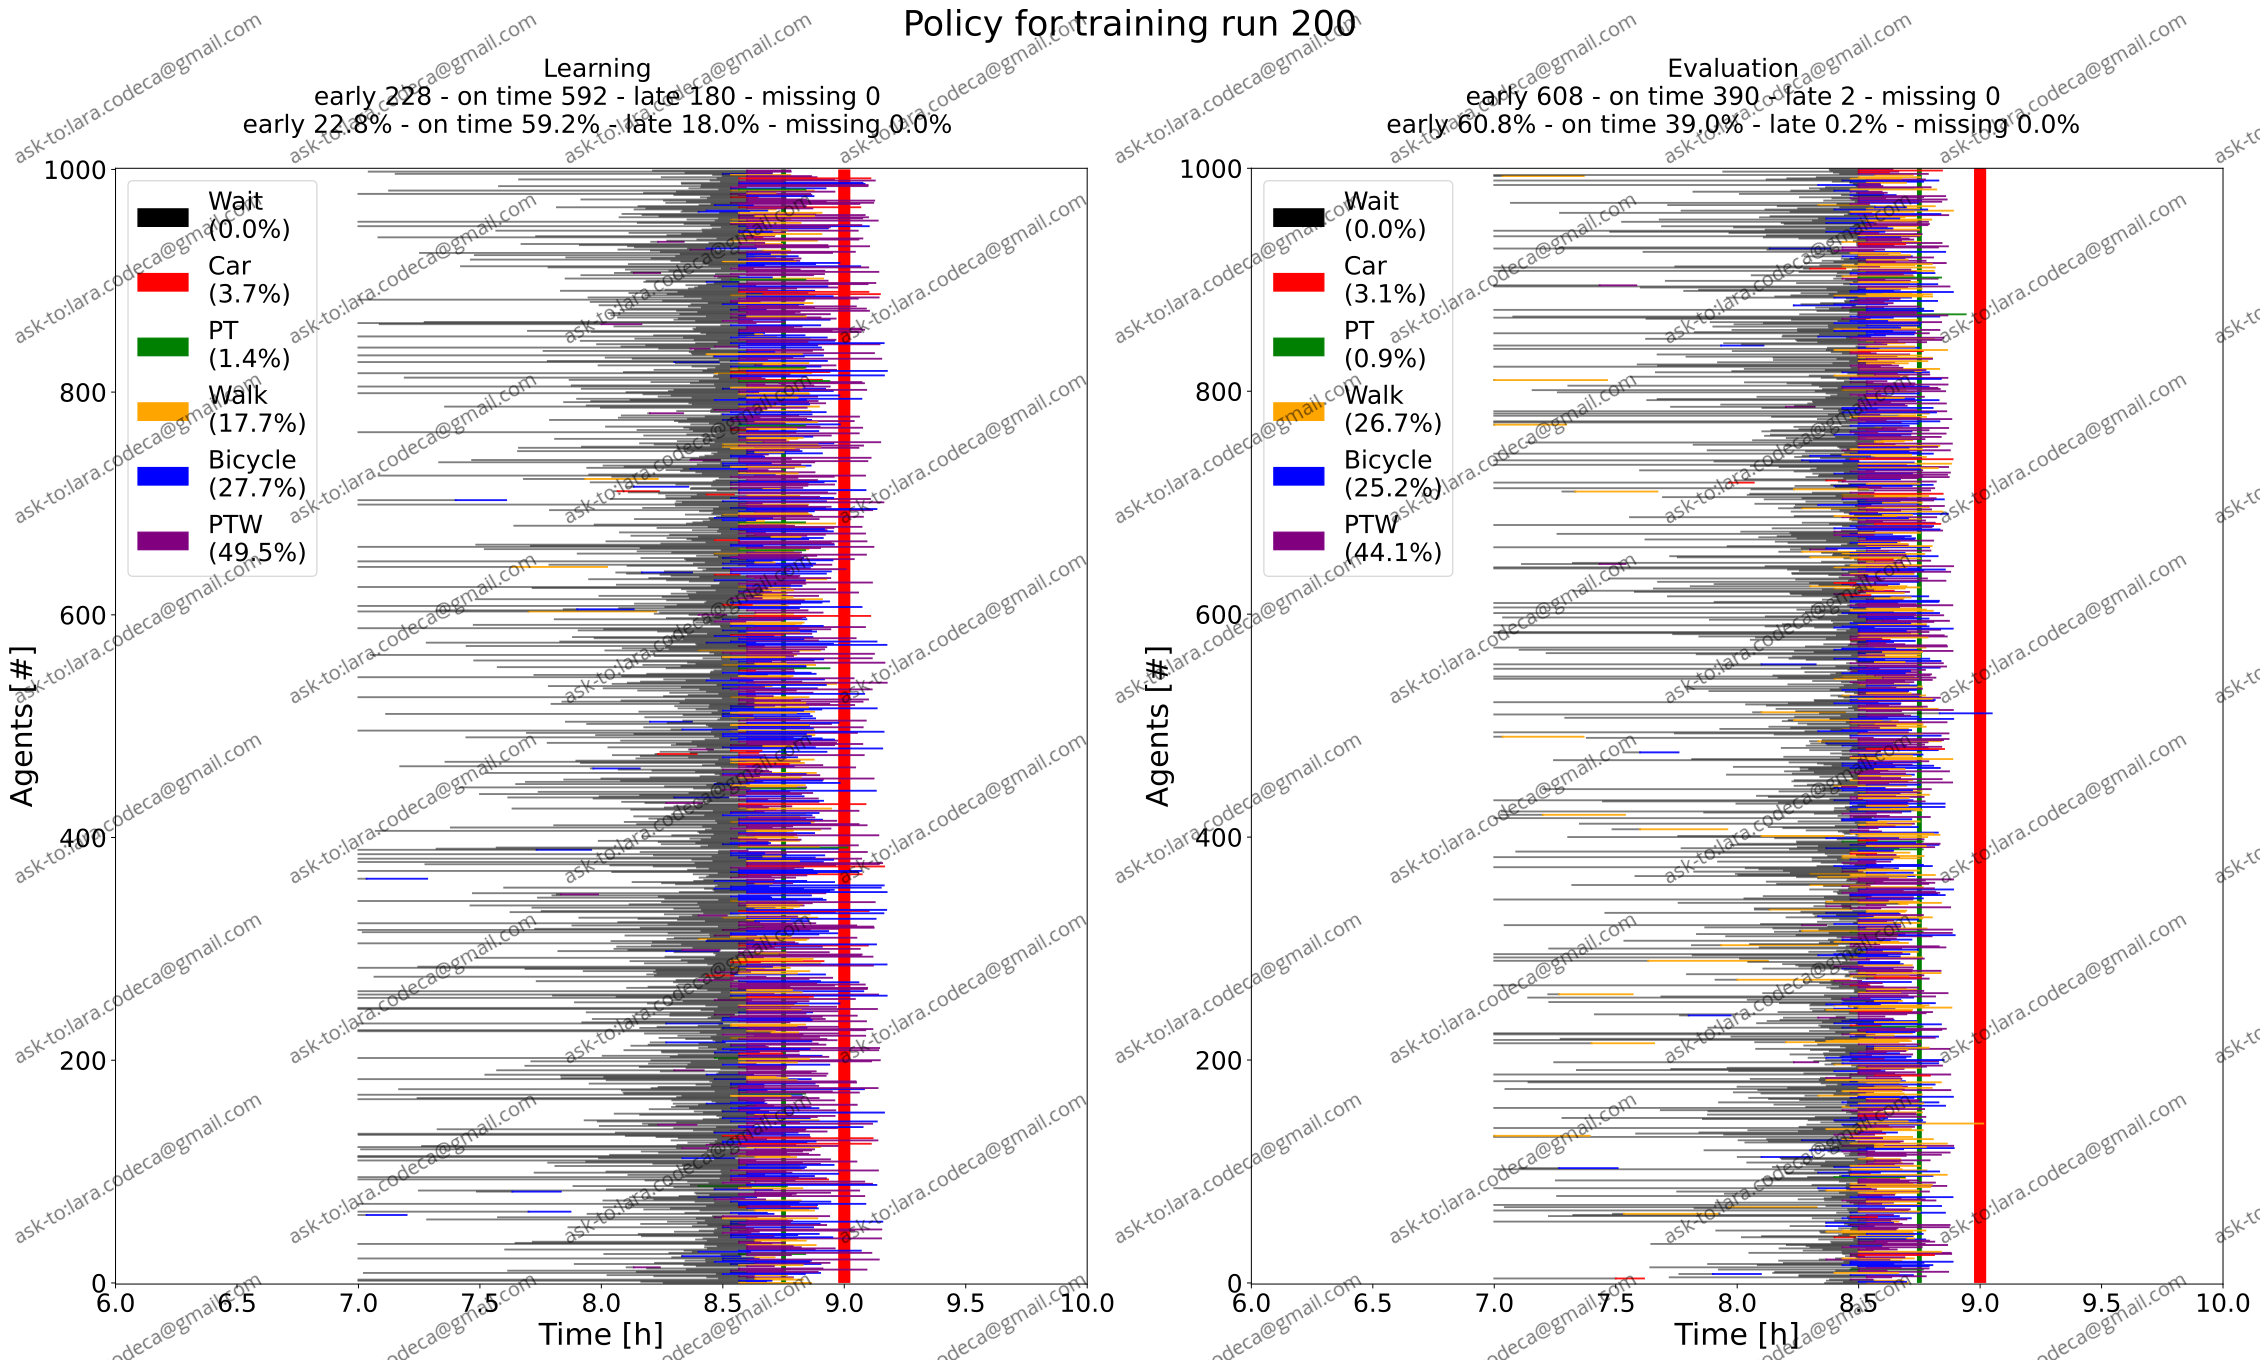 Policy for training run 200
Learning
early 228 - on time 592 - late 180 - missing 0
early 22.8% - on time 59.2% - late 18.0% - missing 0.0%
Wait
(0.0%)
Car
(3.7%)
PT
(1.4%)
Walk
(17.7%)
Bicycle
(27.7%)
PTW
(49.5%)
1000
800
600
400
200
0
Agents [#]
6.0 6.5 7.0 7.5 8.0 8.5 9.0 9.5 10.0
Time [h]
Evaluation
early 608 - on time 390 - late 2 - missing 0
early 60.8% - on time 39.0% - late 0.2% - missing 0.0%
Wait
(0.0%)
Car
(3.1%)
PT
(0.9%)
Walk
(26.7%)
Bicycle
(25.2%)
PTW
(44.1%)
1000
800
600
400
200
0
Agents [#]
6.0 6.5 7.0 7.5 8.0 8.5 9.0 9.5 10.0
Time [h]
ask-to:lara.codeca@gmail.com